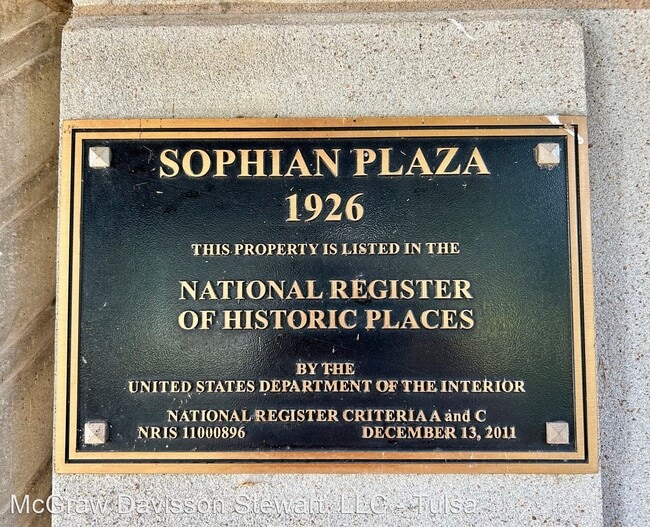 SOPHIAN PLAZA
1926
THIS PROPERTY IS LISTED IN THE
NATIONAL REGISTER
OF HISTORIC PLACES
BY THE
UNITED STATES DEPARTMENT OF THE INTERIOR
NATIONAL REGISTER CRITERIA A and C
NRIS 11000896 DECEMBER 13, 2011
McGraw Davisson Stewart, LLC - Tulsa